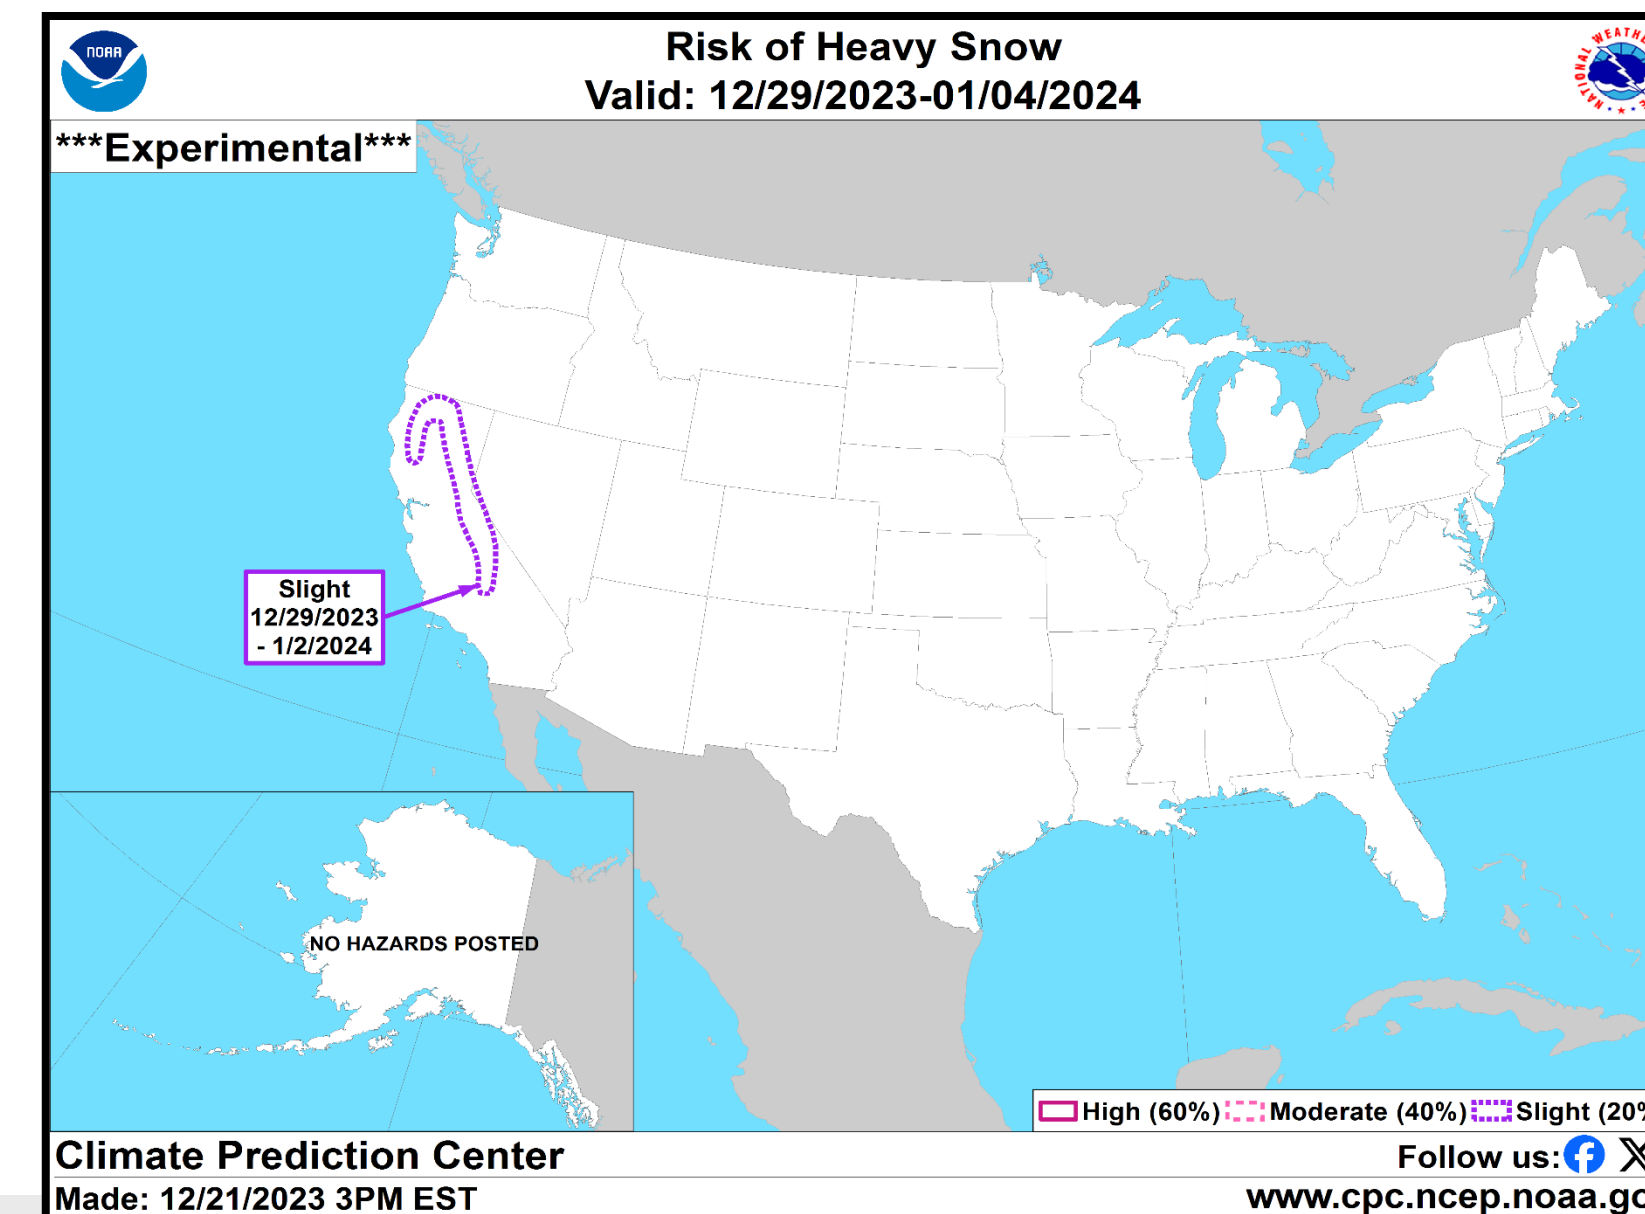 NOAA
Risk of Heavy Snow
Valid: 12/29/2023-01/04/2024
NATIONAL WEATHE
***Experimental***
Slight
12/29/2023
- 1/2/2024
NO HAZARDS POSTED
High (60%) Moderate (40%) Slight (20%
Climate Prediction Center
Follow us:
Made: 12/21/2023 3PM EST
www.cpc.ncep.noaa.go